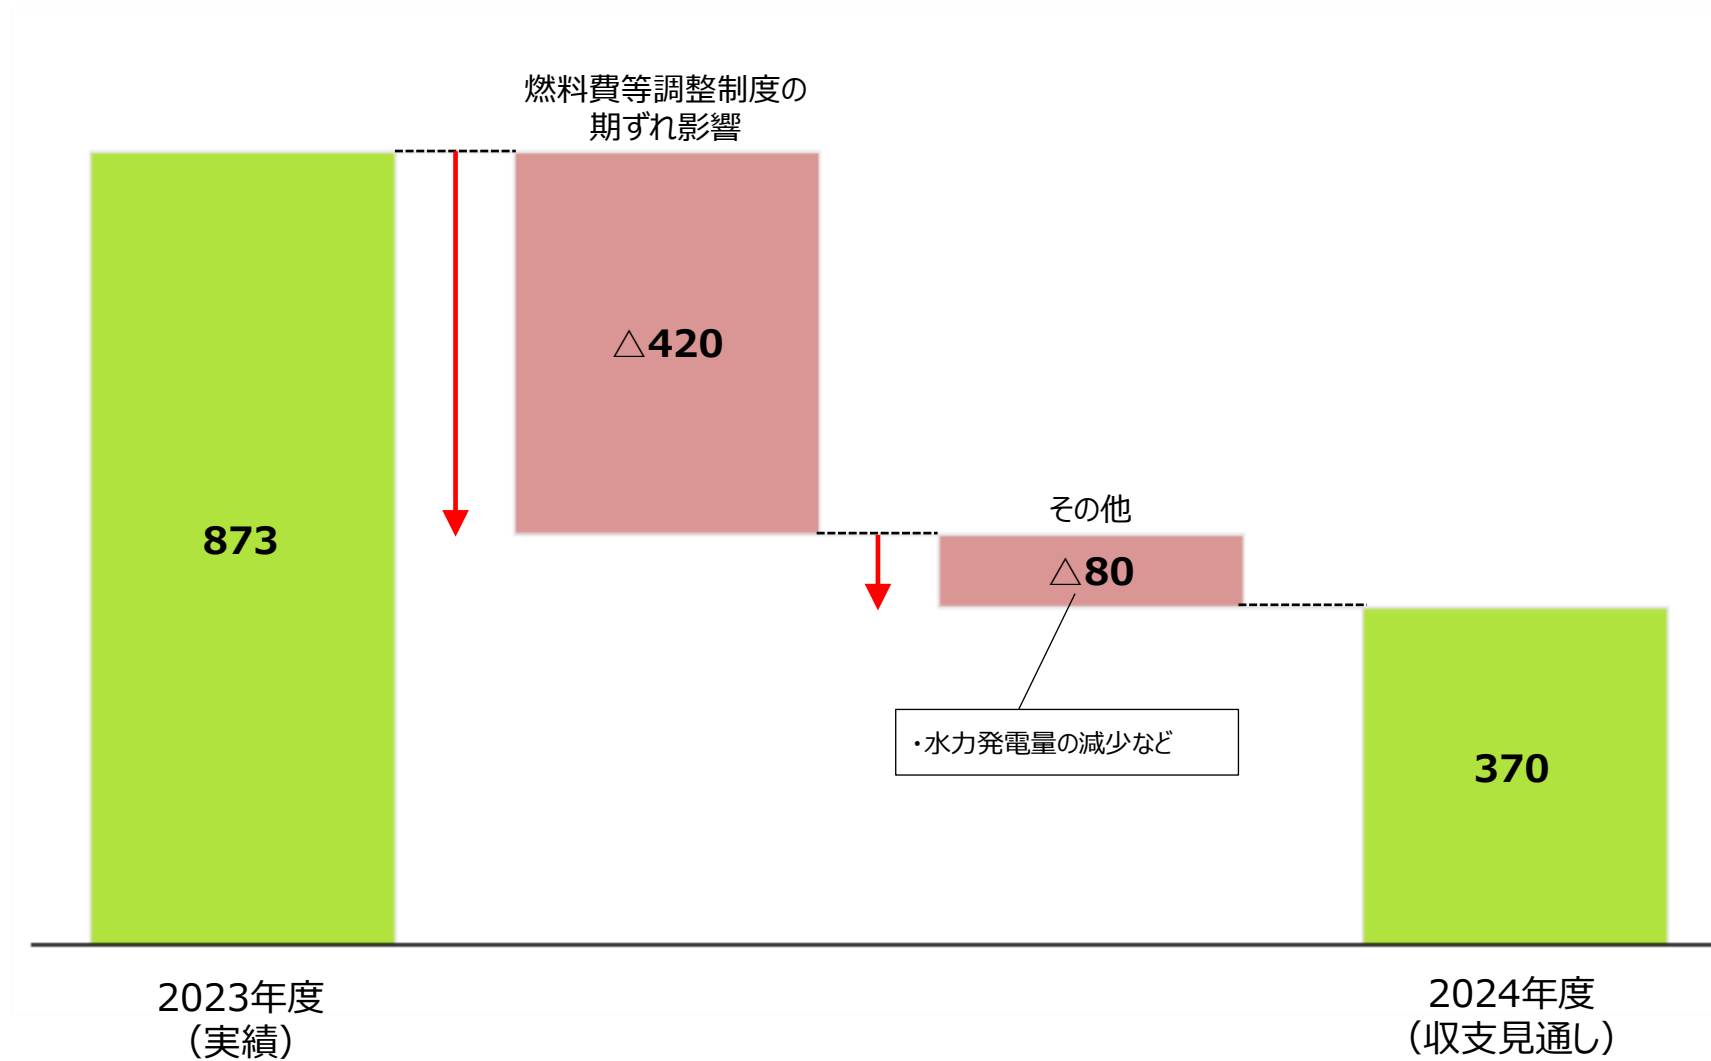 燃料費等調整制度の
期ずれ影響
873
△420
その他
△80
・水力発電量の減少など
370
2023年度
（実績）
2024年度
（収支見通し）